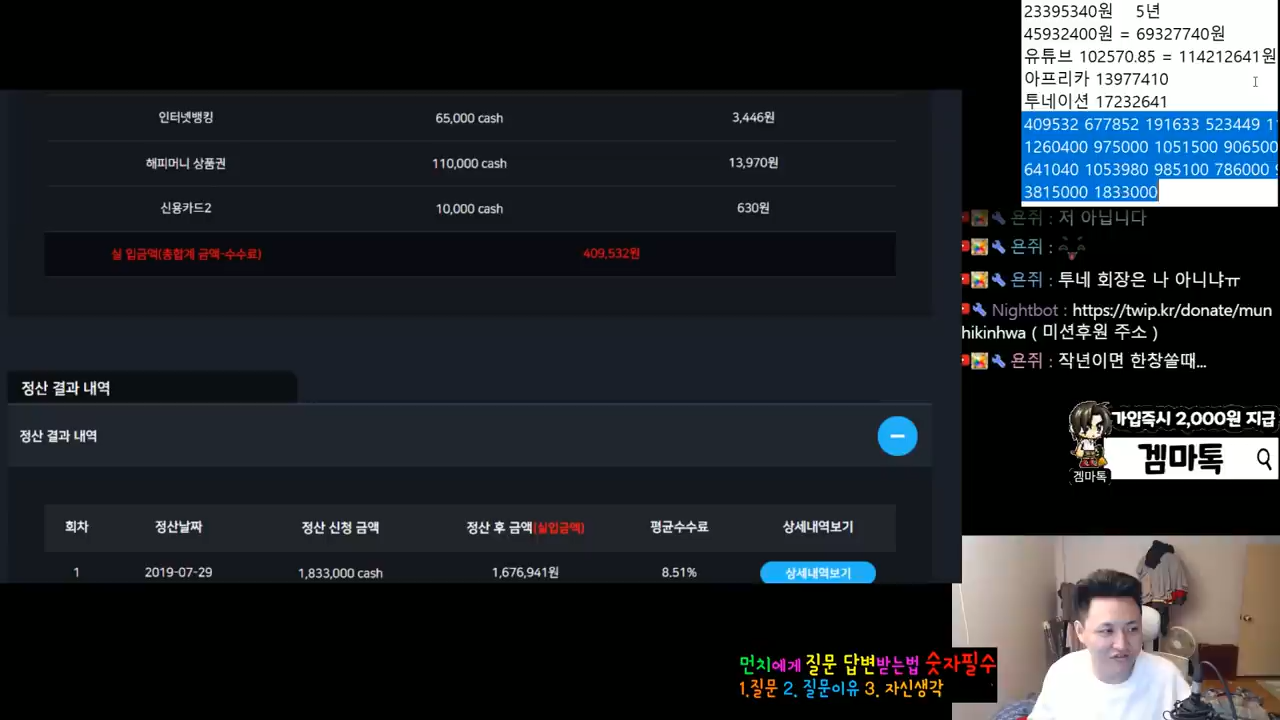 인터넷뱅킹 65,000 cash 3,446원
해피머니 상품권 110,000 cash 13,970원
신용카드2 10,000 cash 630원
실 입금액(총합계 금액-수수료) 409,532원
정산 결과 내역
정산 결과 내역
회차 정산날짜 정산 신청 금액 정산 후 금액(실입금액) 평균수수료 상세내역보기
1 2019-07-29 1,833,000 cash 1,676,941원 8.51% 상세내역보기
23395340원 5년
45932400원 = 69327740원
유튜브 102570.85 = 114212641원
아프리카 13977410
투네이션 17232641
409532 677852 191633 523449
1260400 975000 1051500 906500
641040 1053980 985100 786000
3815000 1833000
욘쥐 : 저 아닙니다
욘쥐 :
욘쥐 : 투네 회장은 나 아니냐ㅠ
Nightbot : https://twip.kr/donate/mun
hikinhwa ( 미션후원 주소 )
욘쥐 : 작년이면 한창쓸때...
가입즉시 2,000원 지급
겜마톡
겜마톡
먼치에게 질문 답변받는법 숫자필수
1.질문 2. 질문이유 3. 자신생각